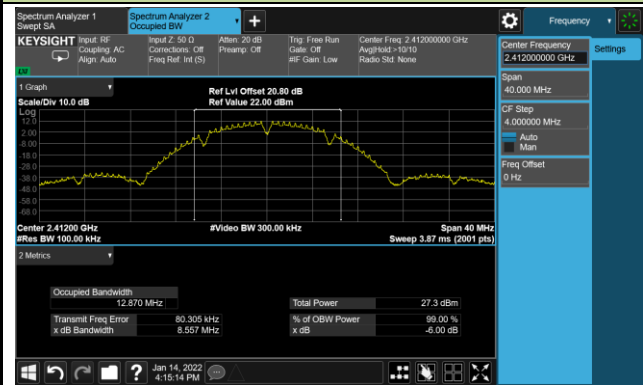 Spectrum Analyzer 1
Swept SA
Spectrum Analyzer 2
Occupied BW
Frequency
KEYSIGHT
Input: RF
Coupling: AC
Align: Auto
Input Z: 50 Ω
Corrections: Off
Freq Ref: Int (S)
Atten: 20 dB
Preamp: Off
Trig: Free Run
Gate: Off
#IF Gain: Low
Center Freq: 2.412000000 GHz
Avg|Hold:>10/10
Radio Std: None
Center Frequency
2.412000000 GHz
Settings
Span
40.000 MHz
CF Step
4.000000 MHz
Auto
Man
Freq Offset
0 Hz
1 Graph
Scale/Div 10.0 dB
Ref Lvl Offset 20.80 dB
Ref Value 22.00 dBm
Log
12.0
2.00
-8.00
-18.0
-28.0
-38.0
-48.0
-58.0
-68.0
Center 2.41200 GHz
#Res BW 100.00 kHz
#Video BW 300.00 kHz
Span 40 MHz
Sweep 3.87 ms (2001 pts)
2 Metrics
Occupied Bandwidth
12.870 MHz
Total Power 27.3 dBm
Transmit Freq Error 80.305 kHz
% of OBW Power 99.00 %
x dB Bandwidth 8.557 MHz
x dB -6.00 dB
Jan 14, 2022
4:15:14 PM